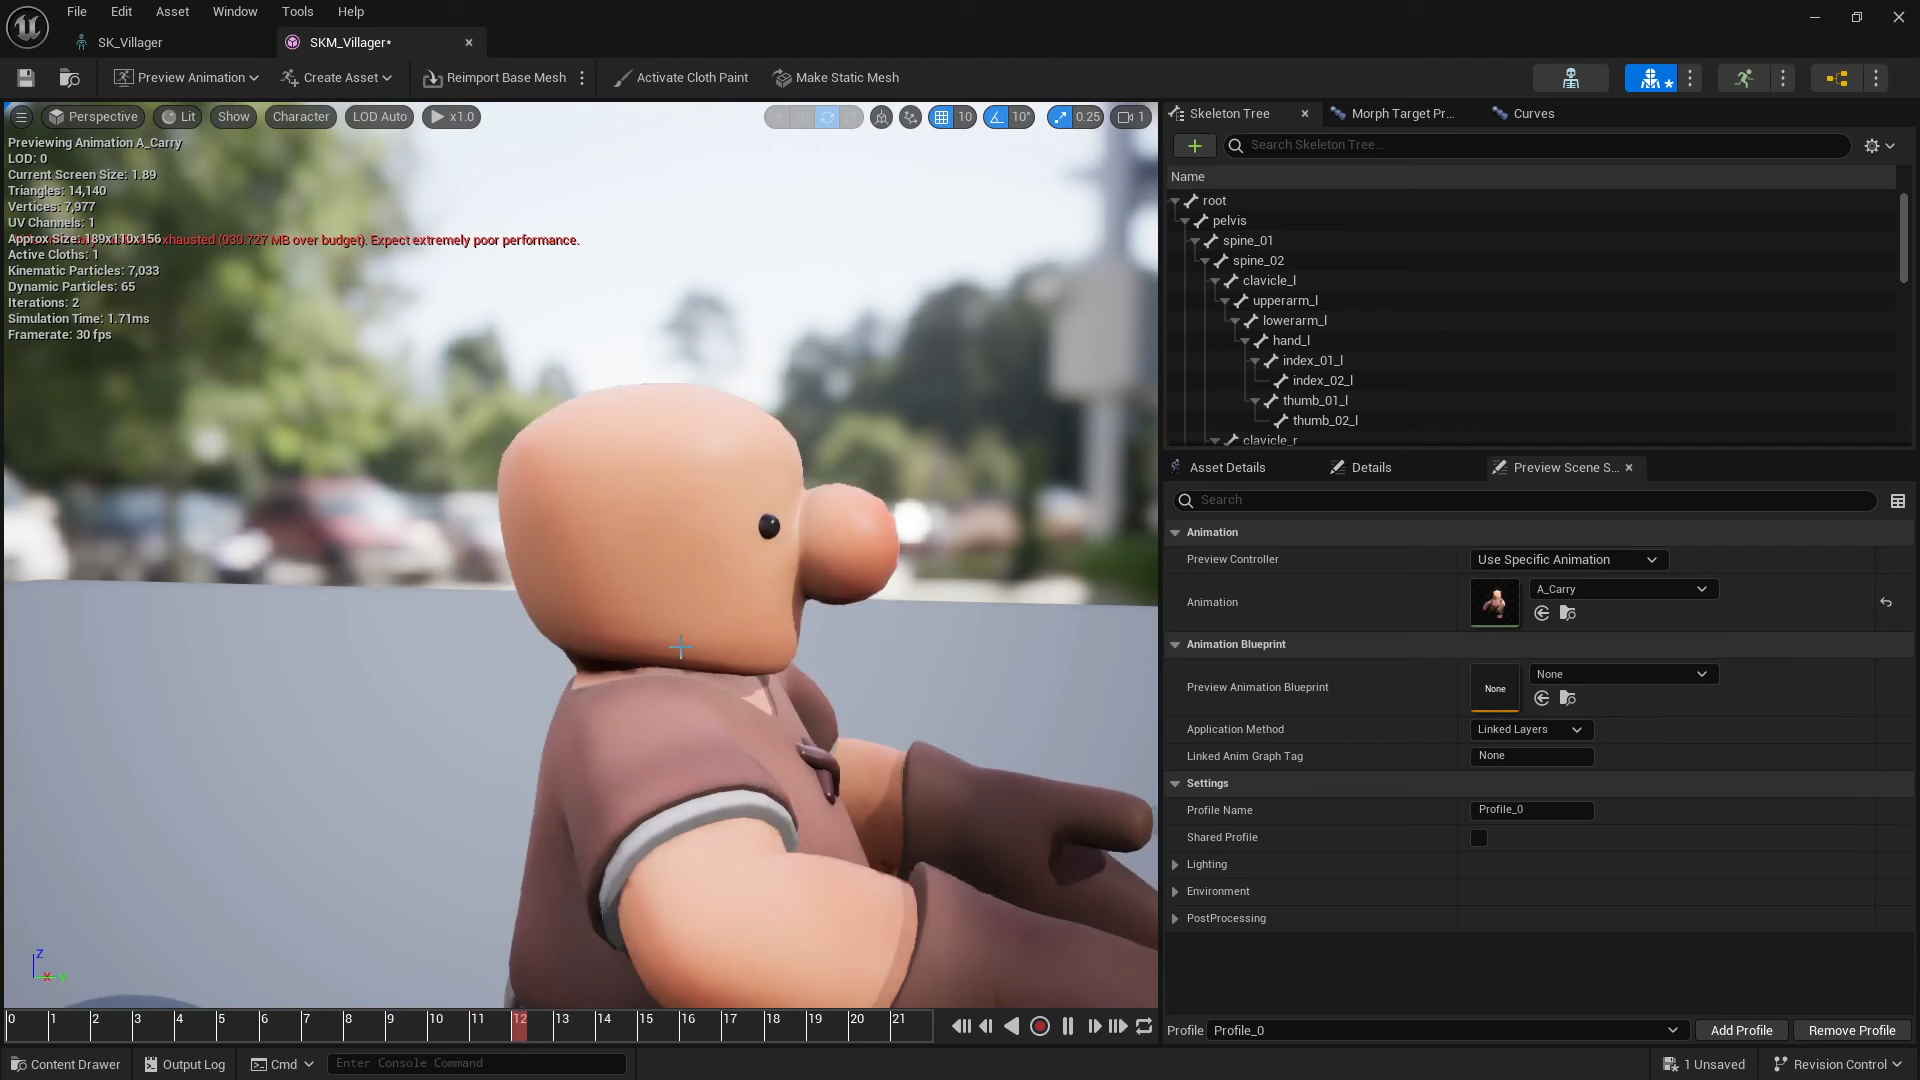 File Edit Asset Window Tools Help
SK_Villager
SKM_Villager*
Preview Animation
Create Asset
Reimport Base Mesh
Activate Cloth Paint
Make Static Mesh
Perspective
Lit
Show
Character
LOD Auto
x1.0
10
10°
0.25
1
Previewing Animation A_Carry
LOD: 0
Current Screen Size: 1.89
Triangles: 14,140
Vertices: 7,977
UV Channels: 1
Approx Size: 189x110x156
xhausted (939.727 MB over budget). Expect extremely poor performance.
Active Cloths: 1
Kinematic Particles: 7,033
Dynamic Particles: 65
Iterations: 2
Simulation Time: 1.71ms
Framerate: 30 fps
Z
X
Y
0 1 2 3 4 5 6 7 8 9 10 11 12 13 14 15 16 17 18 19 20 21
Skeleton Tree
Morph Target Pr...
Curves
Search Skeleton Tree...
Name
root
pelvis
spine_01
spine_02
clavicle_l
upperarm_l
lowerarm_l
hand_l
index_01_l
index_02_l
thumb_01_l
thumb_02_l
clavicle_r
Asset Details
Details
Preview Scene S...
Search
Animation
Preview Controller
Use Specific Animation
Animation
A_Carry
Animation Blueprint
Preview Animation Blueprint
None
None
Application Method
Linked Layers
Linked Anim Graph Tag
None
Settings
Profile Name
Profile_0
Shared Profile
Lighting
Environment
PostProcessing
Profile
Profile_0
Add Profile
Remove Profile
Content Drawer
Output Log
Cmd
Enter Console Command
1 Unsaved
Revision Control